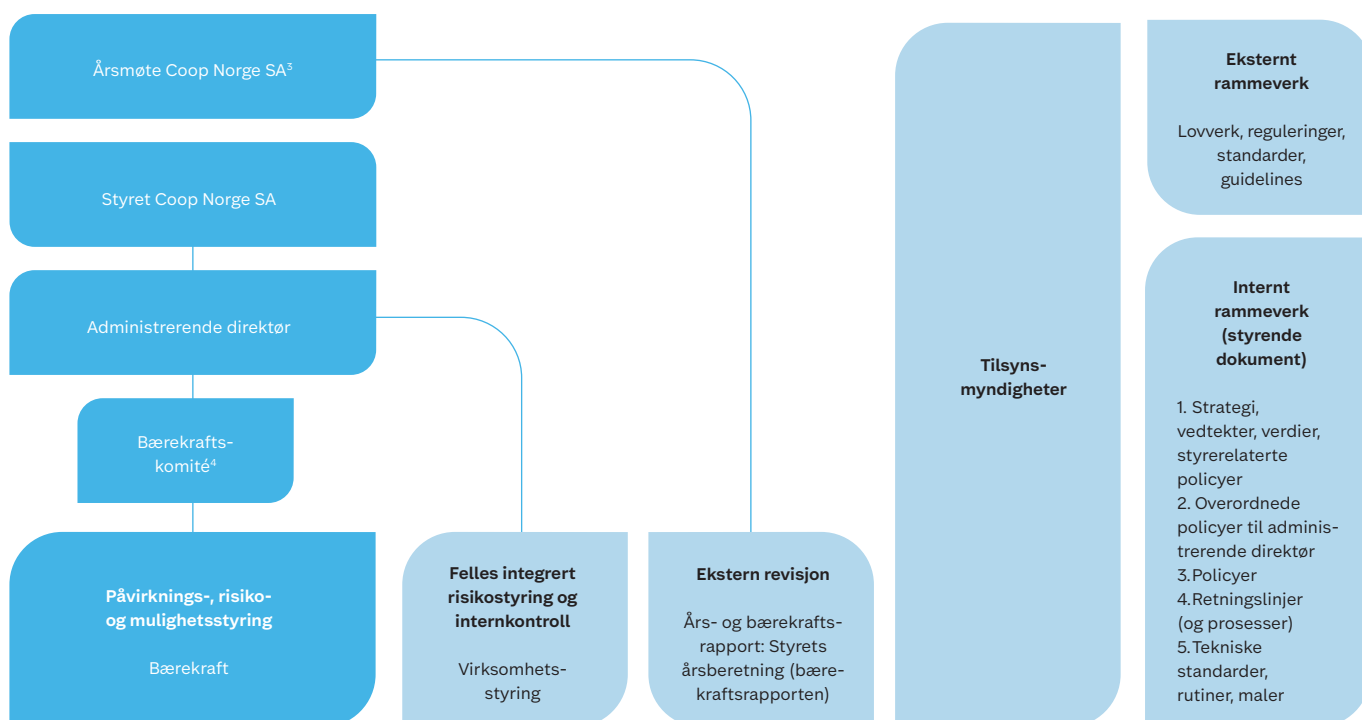 Årsmøte Coop Norge SA³
Styret Coop Norge SA
Administrerende direktør
Bærekrafts-
komité⁴
Påvirknings-, risiko-
og mulighetsstyring
Bærekraft
Felles integrert
risikostyring og
internkontroll
Virksomhets-
styring
Ekstern revisjon
Års- og bærekrafts-
rapport: Styrets
årsberetning (bære-
kraftsrapporten)
Tilsyns-
myndigheter
Eksternt
rammeverk
Lovverk, reguleringer,
standarder,
guidelines
Internt
rammeverk
(styrende
dokument)
1. Strategi,
vedtekter, verdier,
styrerelaterte
policyer
2. Overordnede
policyer til adminis-
trerende direktør
3.Policyer
4.Retningslinjer
(og prosesser)
5.Tekniske
standarder,
rutiner, maler